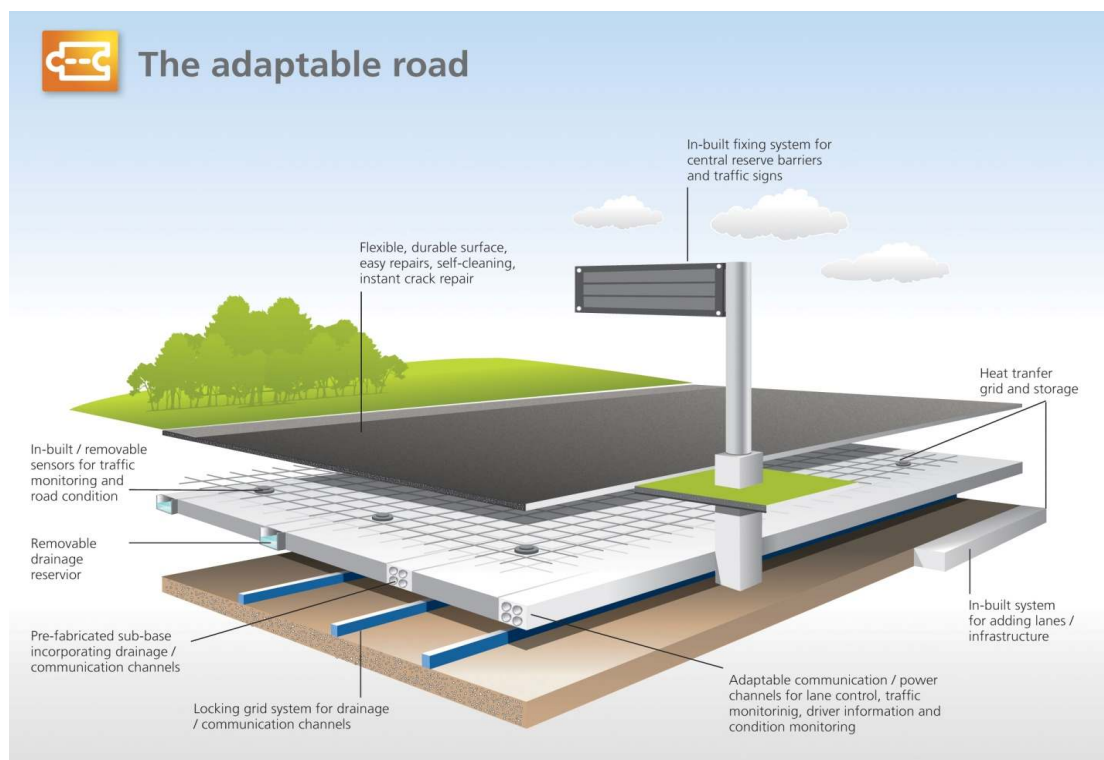 The adaptable road
In-built fixing system for
central reserve barriers
and traffic signs
Flexible, durable surface,
easy repairs, self-cleaning,
instant crack repair
Heat tranfer
grid and storage
In-built / removable
sensors for traffic
monitoring and
road condition
Removable
drainage
reservior
Pre-fabricated sub-base
incorporating drainage /
communication channels
Locking grid system for drainage
/ communication channels
Adaptable communication / power
channels for lane control, traffic
monitorinig, driver information and
condition monitoring
In-built system
for adding lanes /
infrastructure